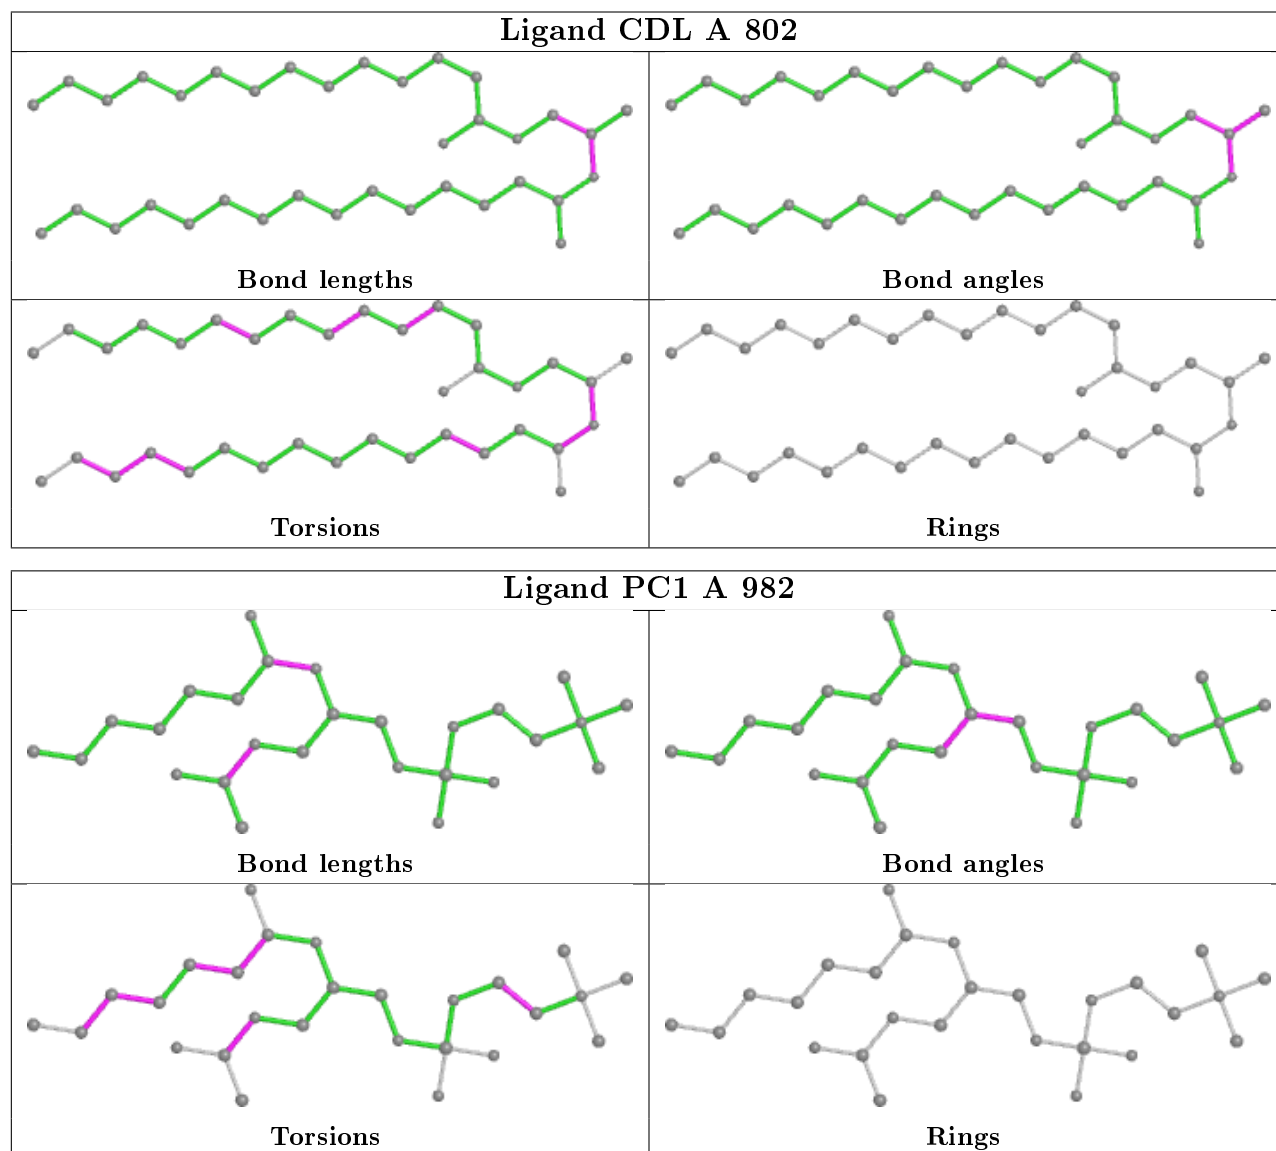 Ligand CDL A 802
Bond lengths
Bond angles
Torsions
Rings
Ligand PC1 A 982
Bond lengths
Bond angles
Torsions
Rings